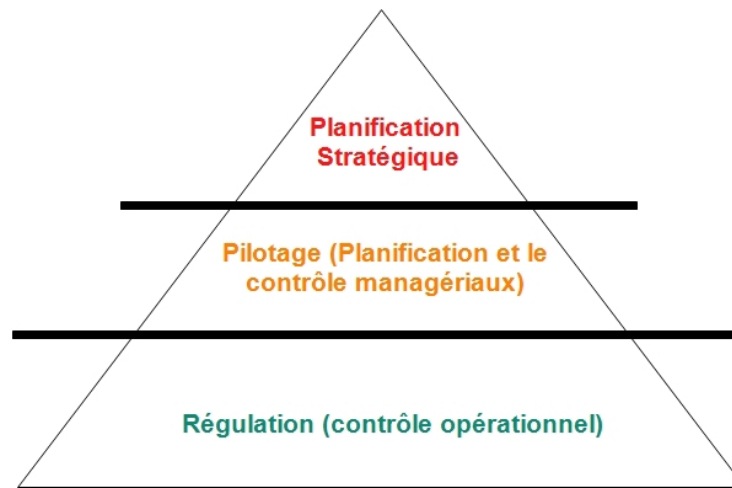 Planification
Stratégique
Pilotage (Planification et le
contrôle managériaux)
Régulation (contrôle opérationnel)